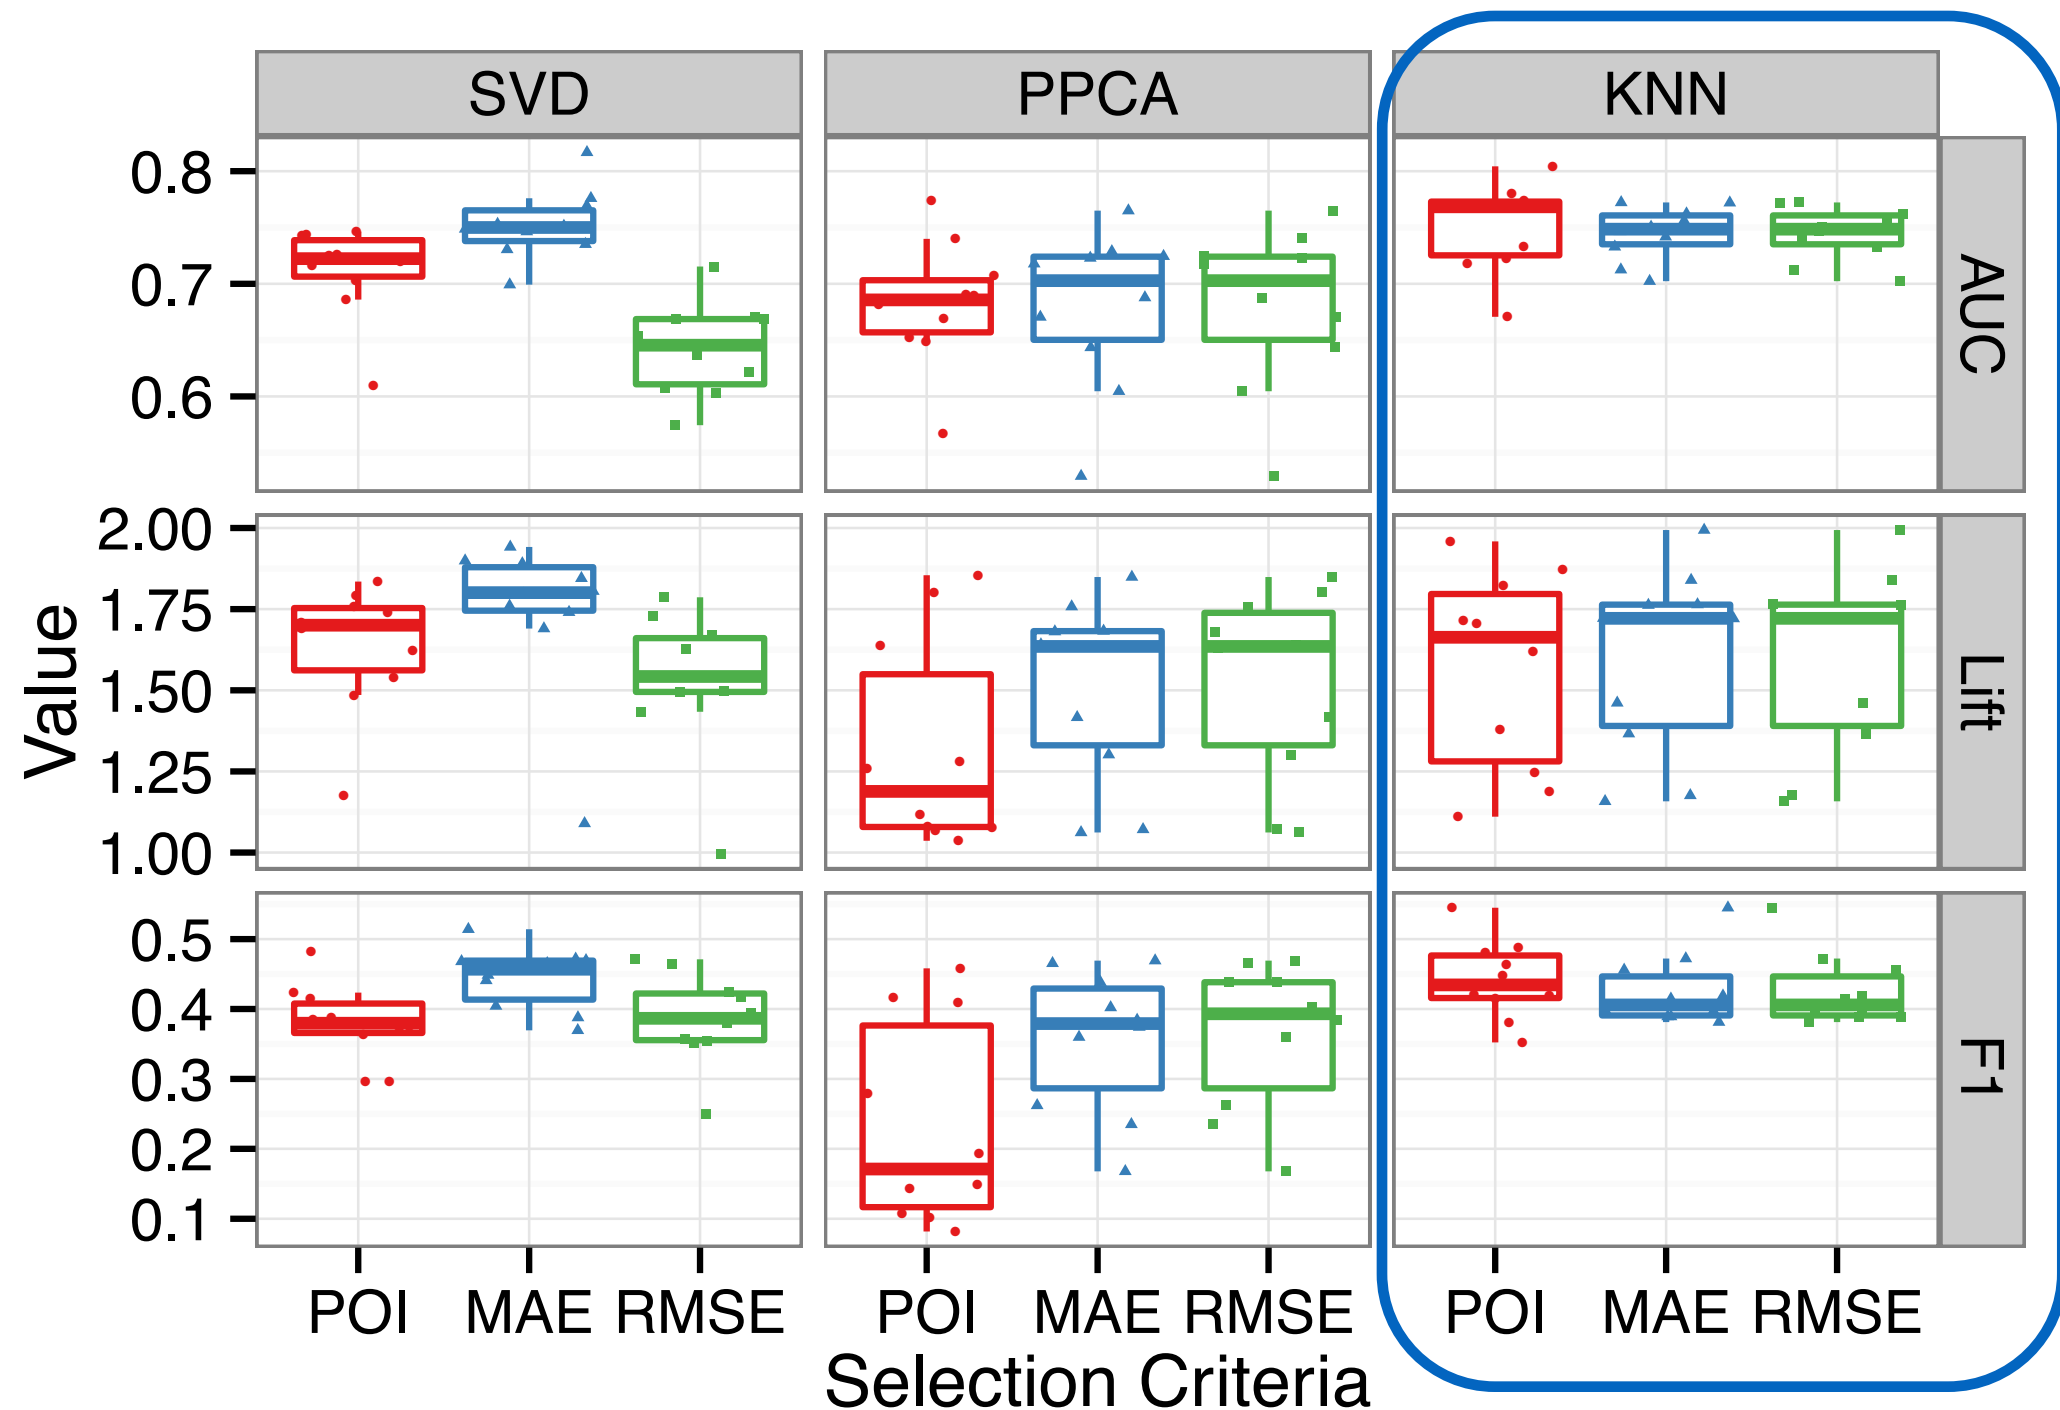 SVD PPCA KNN
0.8
0.7
0.6
AUC
2.00
1.75
1.50
1.25
1.00
Lift
0.5
0.4
0.3
0.2
0.1
F1
Value
POI MAE RMSE POI MAE RMSE POI MAE RMSE
Selection Criteria